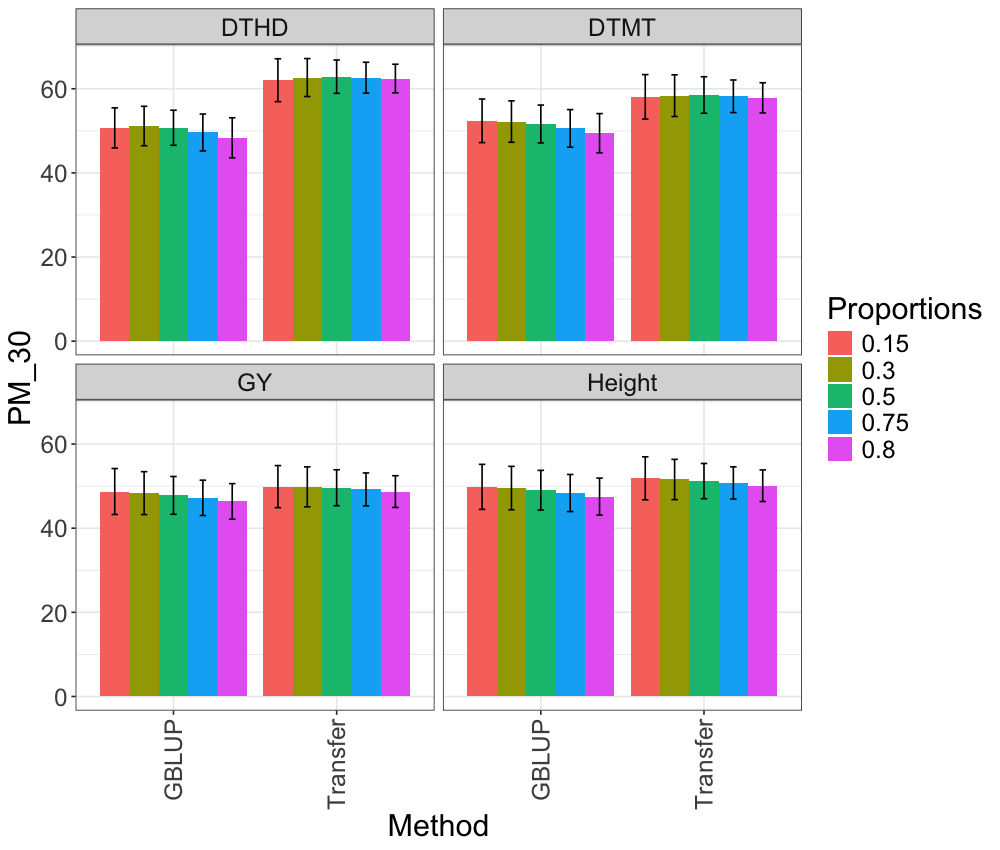 DTHD
DTMT
60
40
20
0
GY
Height
60
40
20
0
PM_30
GBLUP
Transfer
GBLUP
Transfer
Method
Proportions
0.15
0.3
0.5
0.75
0.8